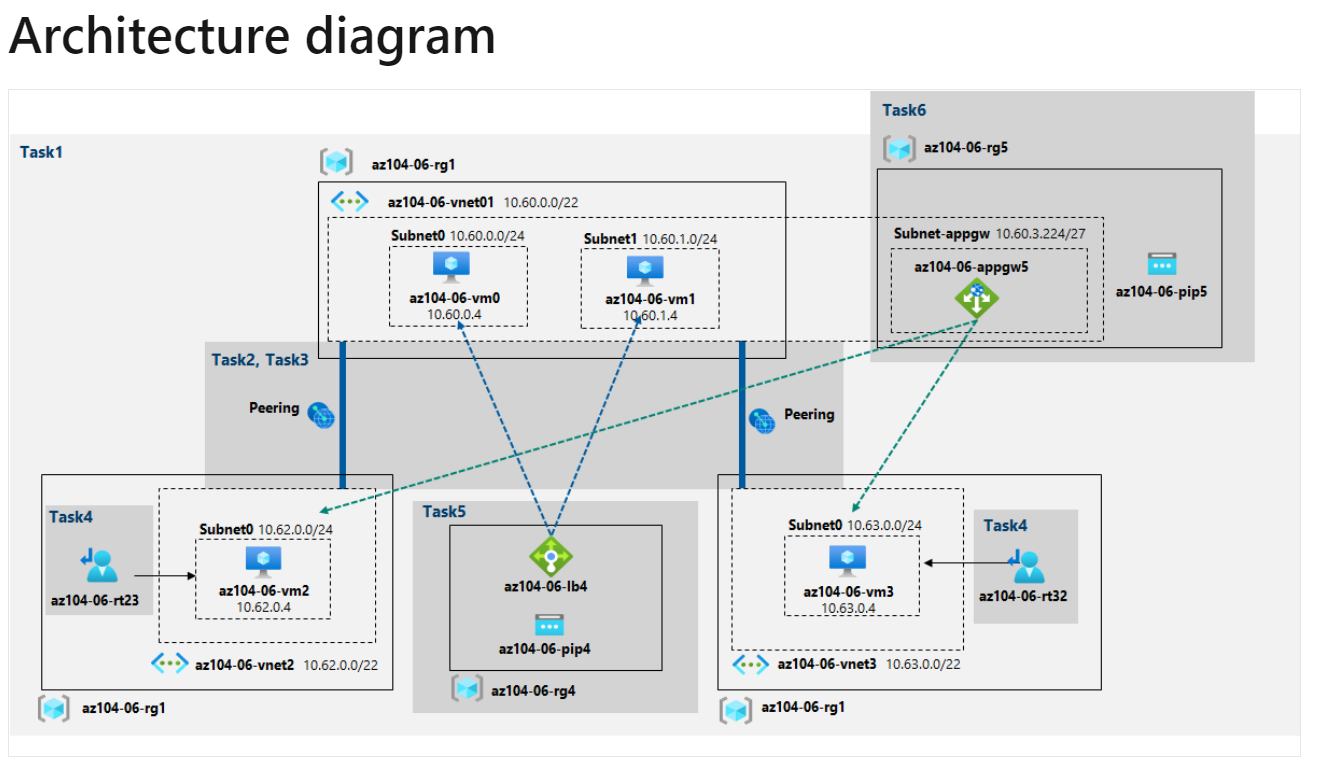 Architecture diagram
Task6
az104-06-rg5
Task1
az104-06-rg1
az104-06-vnet01 10.60.0.0/22
Subnet0 10.60.0.0/24
Subnet1 10.60.1.0/24
Subnet-appgw 10.60.3.224/27
az104-06-appgw5
az104-06-pip5
az104-06-vm0
10.60.0.4
az104-06-vm1
10.60.1.4
Task2, Task3
Peering
Peering
Task4
Subnet0 10.62.0.0/24
az104-06-rt23
az104-06-vm2
10.62.0.4
az104-06-vnet2 10.62.0.0/22
az104-06-rg1
Task5
az104-06-lb4
az104-06-pip4
az104-06-rg4
Subnet0 10.63.0.0/24
Task4
az104-06-vm3
10.63.0.4
az104-06-rt32
az104-06-vnet3 10.63.0.0/22
az104-06-rg1